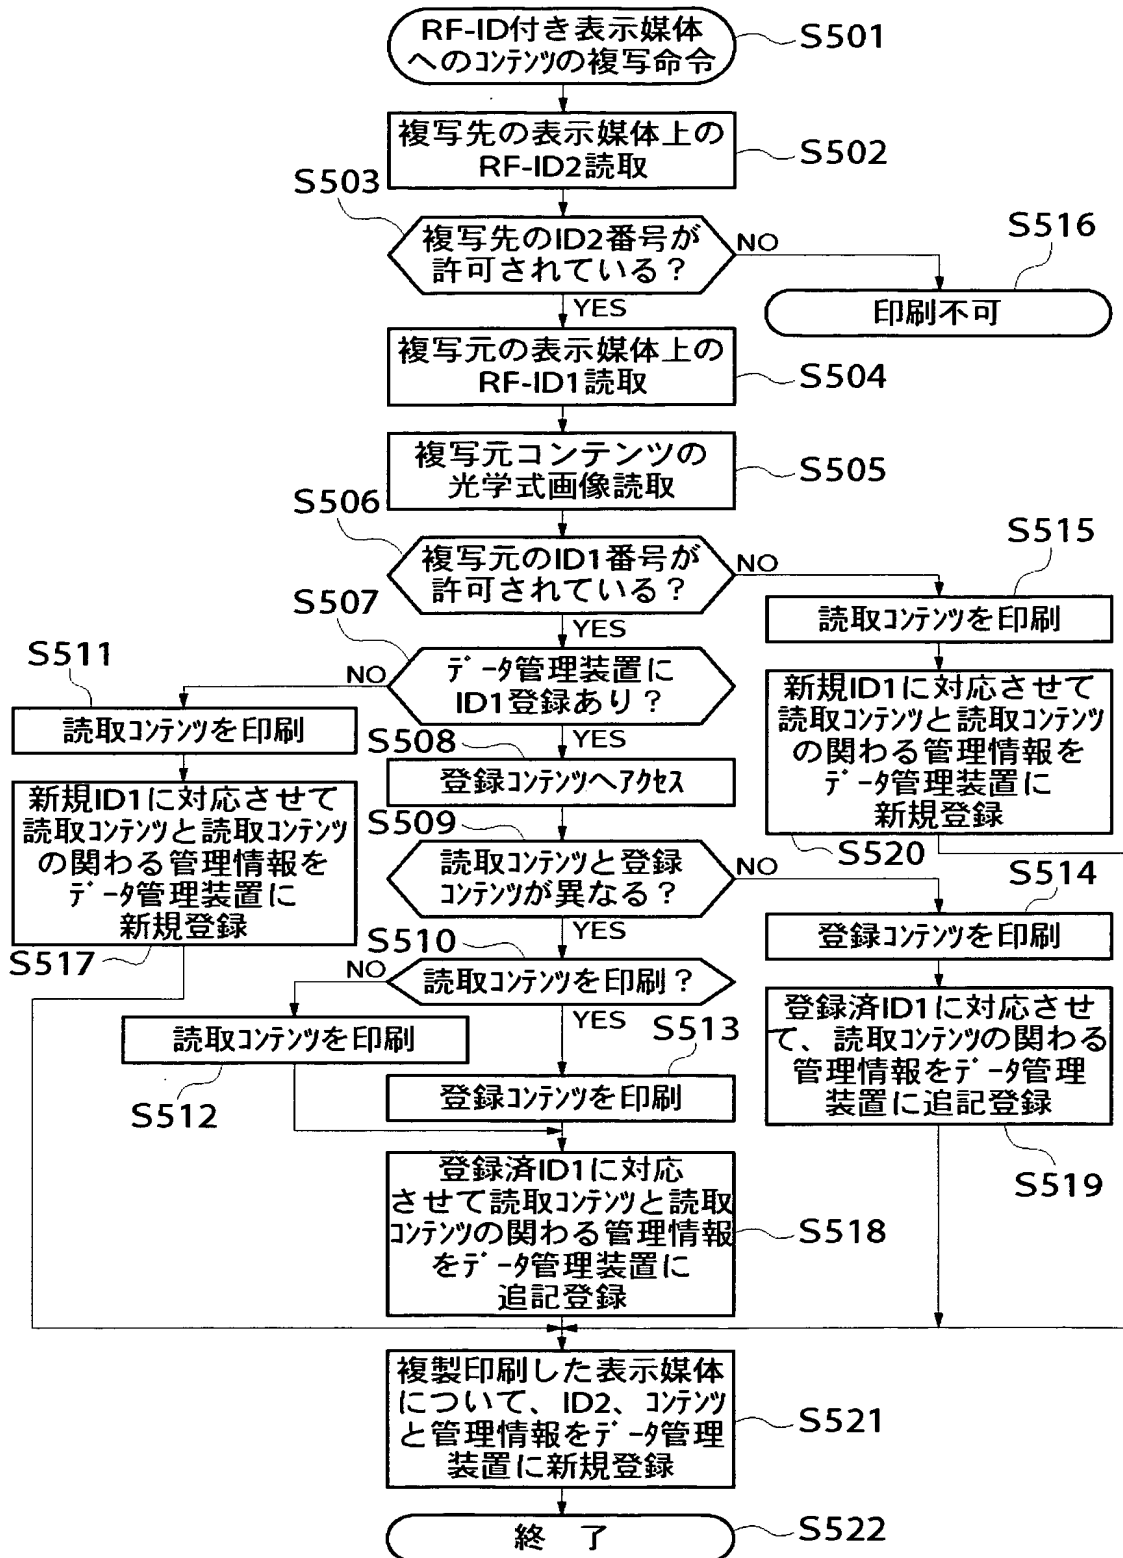 RF-ID付き表示媒体
へのｺﾝﾃﾝﾂの複写命令
S501
複写先の表示媒体上の
RF-ID2読取
S502
S503
複写先のID2番号が
許可されている？
NO
S516
印刷不可
YES
複写元の表示媒体上の
RF-ID1読取
S504
複写元コンテンツの
光学式画像読取
S505
S506
複写元のID1番号が
許可されている？
NO
S515
読取ｺﾝﾃﾝﾂを印刷
YES
S507
ﾃﾞｰﾀ管理装置に
ID1登録あり？
NO
S511
読取ｺﾝﾃﾝﾂを印刷
新規ID1に対応させて
読取ｺﾝﾃﾝﾂと読取ｺﾝﾃﾝﾂ
の関わる管理情報を
ﾃﾞｰﾀ管理装置に
新規登録
S520
YES
S508
登録ｺﾝﾃﾝﾂへｱｸｾｽ
新規ID1に対応させて
読取ｺﾝﾃﾝﾂと読取ｺﾝﾃﾝﾂ
の関わる管理情報を
ﾃﾞｰﾀ管理装置に
新規登録
S517
S509
読取ｺﾝﾃﾝﾂと登録
ｺﾝﾃﾝﾂが異なる？
NO
S514
登録ｺﾝﾃﾝﾂを印刷
YES
S510
読取ｺﾝﾃﾝﾂを印刷？
NO
読取ｺﾝﾃﾝﾂを印刷
S512
YES
S513
登録ｺﾝﾃﾝﾂを印刷
登録済ID1に対応させ
て、読取ｺﾝﾃﾝﾂの関わる
管理情報をﾃﾞｰﾀ管理
装置に追記登録
S519
登録済ID1に対応
させて読取ｺﾝﾃﾝﾂと読取
ｺﾝﾃﾝﾂの関わる管理情報
をﾃﾞｰﾀ管理装置に
追記登録
S518
複製印刷した表示媒体
について、ID2、ｺﾝﾃﾝﾂ
と管理情報をﾃﾞｰﾀ管理
装置に新規登録
S521
終 了
S522